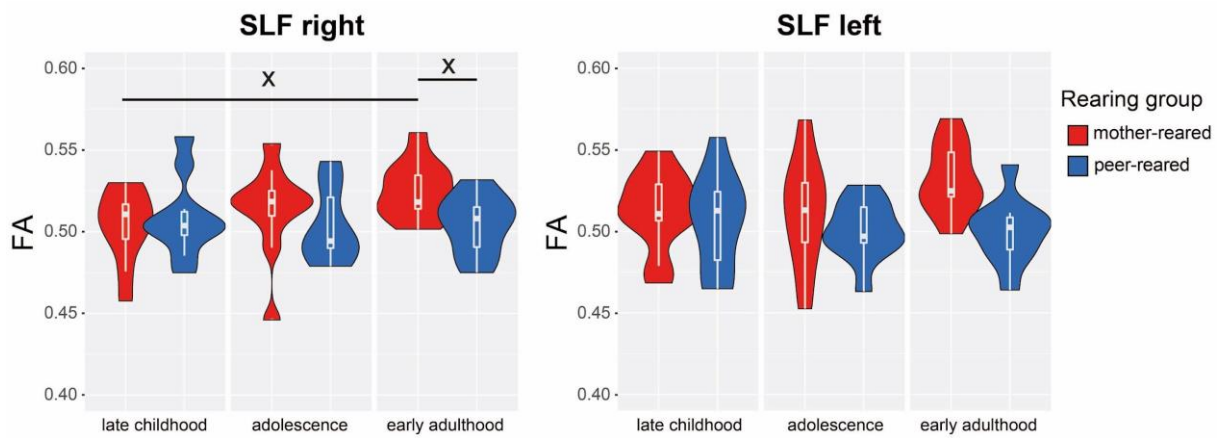 SLF right
SLF left
X
X
FA
0.60
0.55
0.50
0.45
0.40
late childhood
adolescence
early adulthood
FA
0.60
0.55
0.50
0.45
0.40
late childhood
adolescence
early adulthood
Rearing group
mother-reared
peer-reared